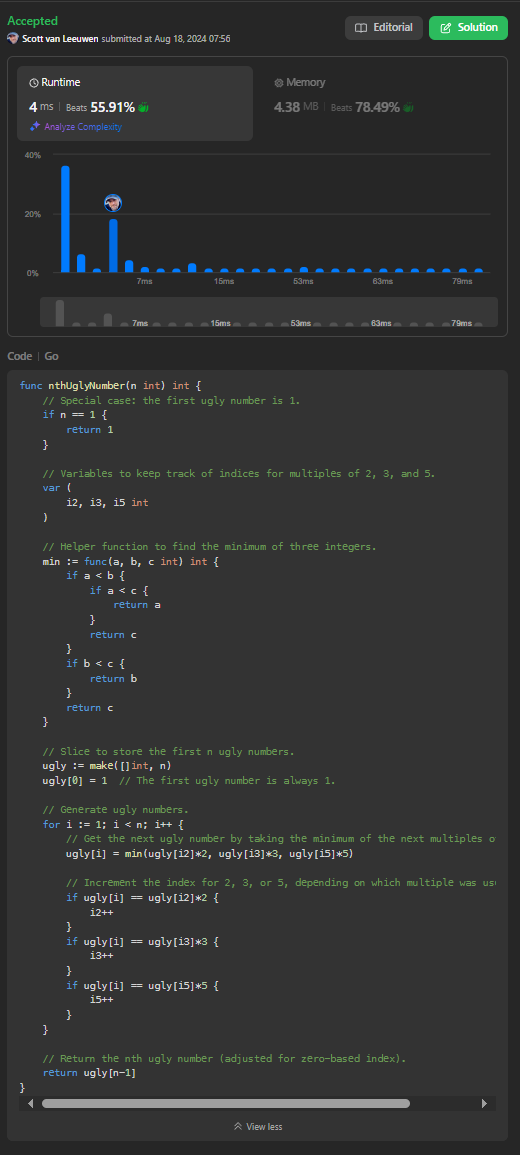 Accepted
Editorial
Solution
Scott van Leeuwen submitted at Aug 18, 2024 07:56
Runtime
4 ms | Beats 55.91%
Analyze Complexity
Memory
4.38 MB | Beats 78.49%
40%
20%
0%
7ms 15ms 53ms 63ms 79ms
7ms 15ms 53ms 63ms 79ms
Code | Go
func nthUglyNumber(n int) int {
    // Special case: the first ugly number is 1.
    if n == 1 {
        return 1
    }

    // Variables to keep track of indices for multiples of 2, 3, and 5.
    var (
        i2, i3, i5 int
    )

    // Helper function to find the minimum of three integers.
    min := func(a, b, c int) int {
        if a < b {
            if a < c {
                return a
            }
            return c
        }
        if b < c {
            return b
        }
        return c
    }

    // Slice to store the first n ugly numbers.
    ugly := make([]int, n)
    ugly[0] = 1  // The first ugly number is always 1.

    // Generate ugly numbers.
    for i := 1; i < n; i++ {
        // Get the next ugly number by taking the minimum of the next multiples o
        ugly[i] = min(ugly[i2]*2, ugly[i3]*3, ugly[i5]*5)

        // Increment the index for 2, 3, or 5, depending on which multiple was us
        if ugly[i] == ugly[i2]*2 {
            i2++
        }
        if ugly[i] == ugly[i3]*3 {
            i3++
        }
        if ugly[i] == ugly[i5]*5 {
            i5++
        }
    }

    // Return the nth ugly number (adjusted for zero-based index).
    return ugly[n-1]
}
View less